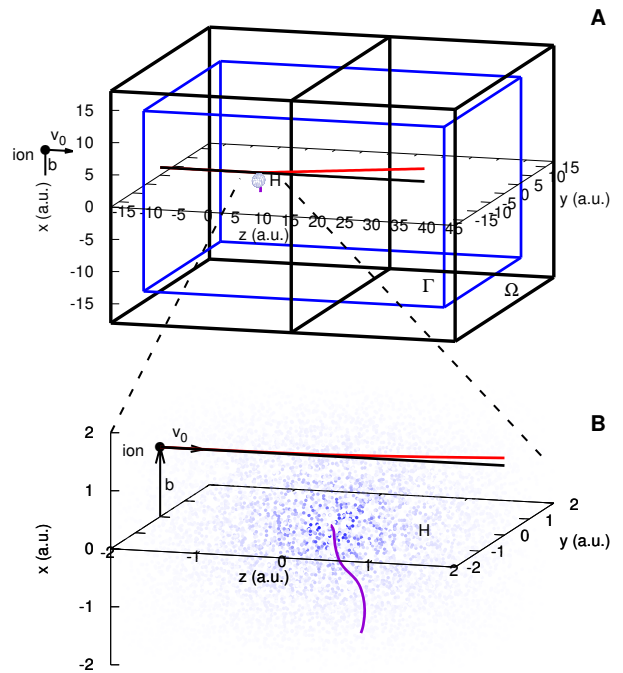 A
15
10
5
0
-5
-10
-15
x (a.u.)
ion
v0
b
H
-15 -10 -5 0 5 10 15 20 25 30 35 40 45
z (a.u.)
-15 -10 -5 0 5 10 15
y (a.u.)
Γ
Ω
B
2
1
0
-1
-2
x (a.u.)
ion
v0
b
H
-2 -1 0 1 2
z (a.u.)
-2 -1 0 1 2
y (a.u.)